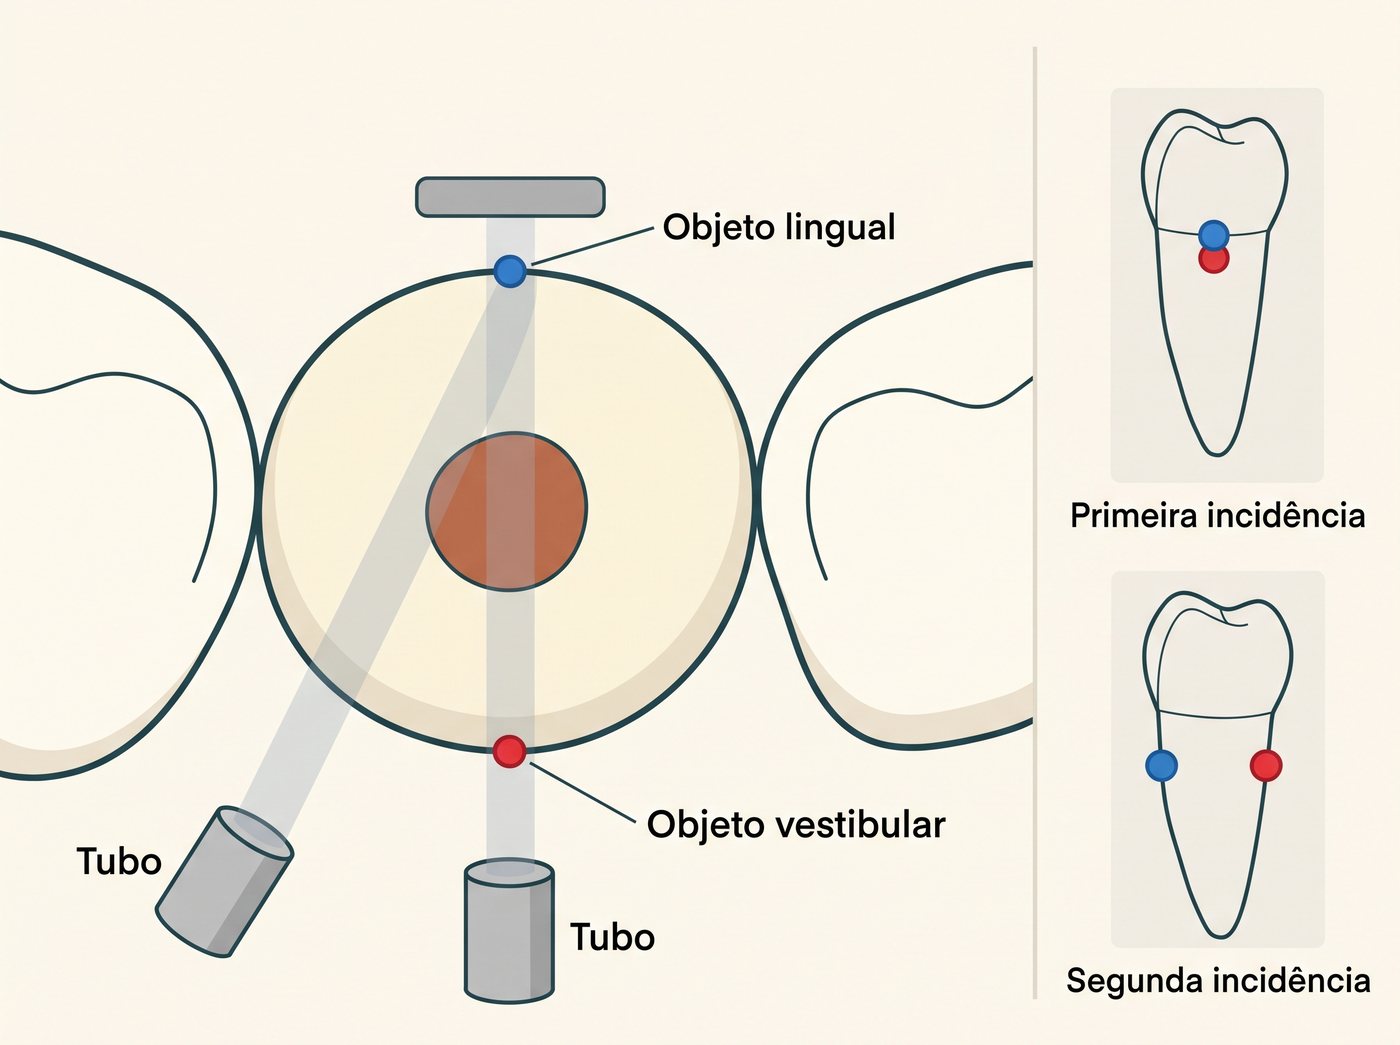 Objeto lingual
Objeto vestibular
Tubo
Tubo
Primeira incidência
Segunda incidência